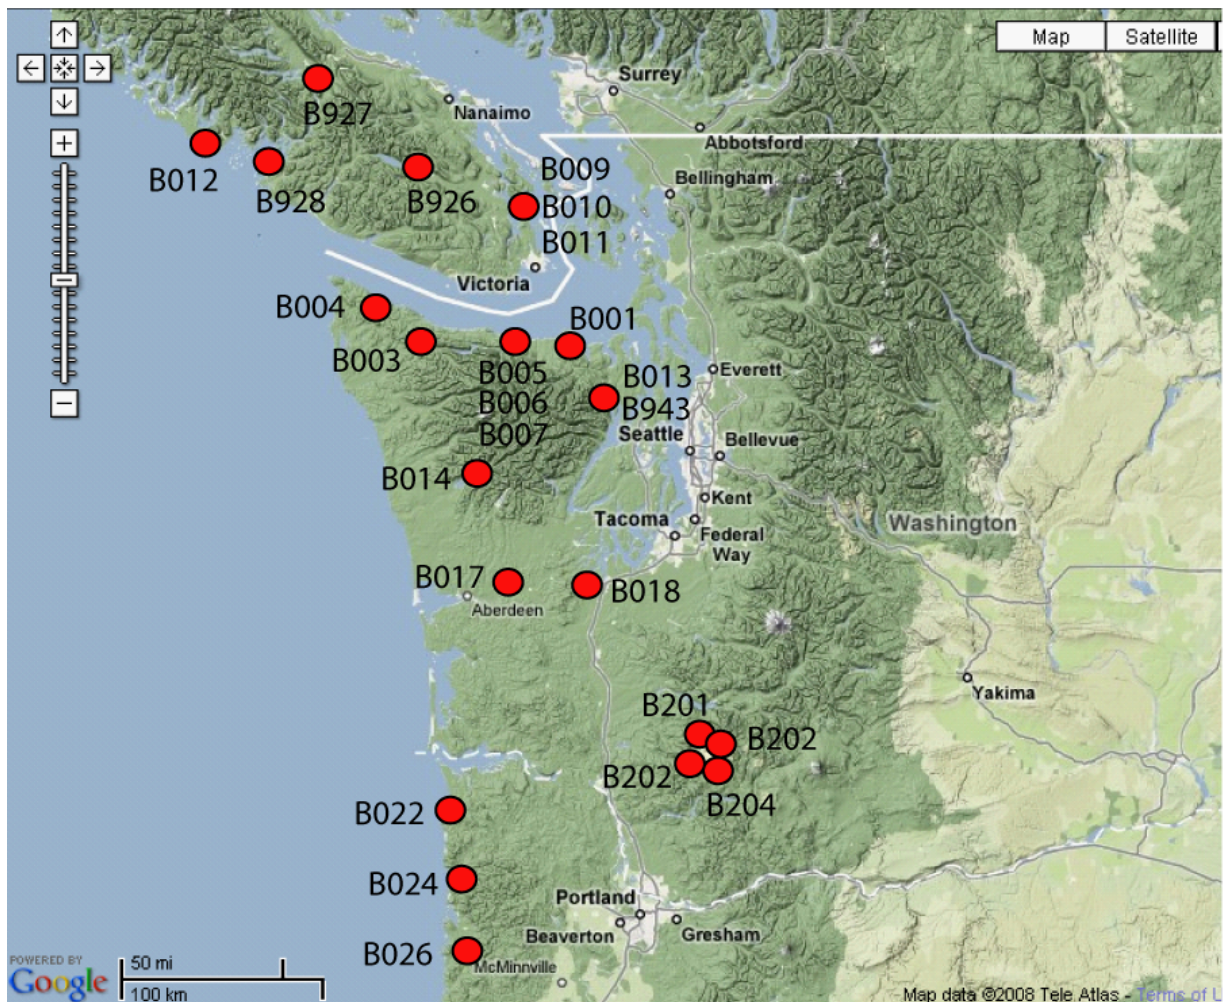 Map
Satellite
Surrey
B927
Nanaimo
Abbotsford
B012
B928
B926
B009
Bellingham
B010
B011
Victoria
B004
B001
B003
B005
B013
Everett
B006
B943
B007
Seattle
Bellevue
B014
Kent
Tacoma
Federal
Way
Washington
B017
B018
Aberdeen
Yakima
B201
B202
B202
B204
B022
B024
Portland
Beaverton
Gresham
B026
McMinnville
POWERED BY
Google
50 mi
100 km
Map data ©2008 Tele Atlas - Terms of